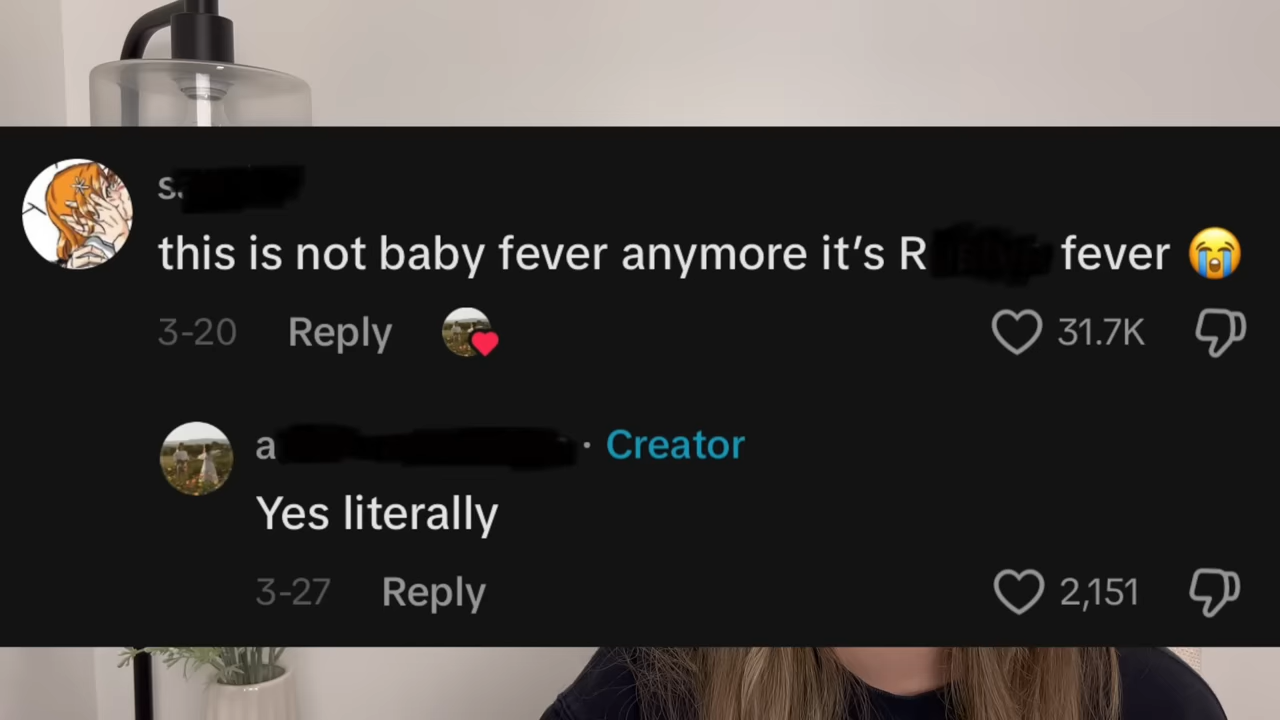 s
this is not baby fever anymore it's R fever 😭
3-20 Reply 31.7K
a · Creator
Yes literally
3-27 Reply 2,151